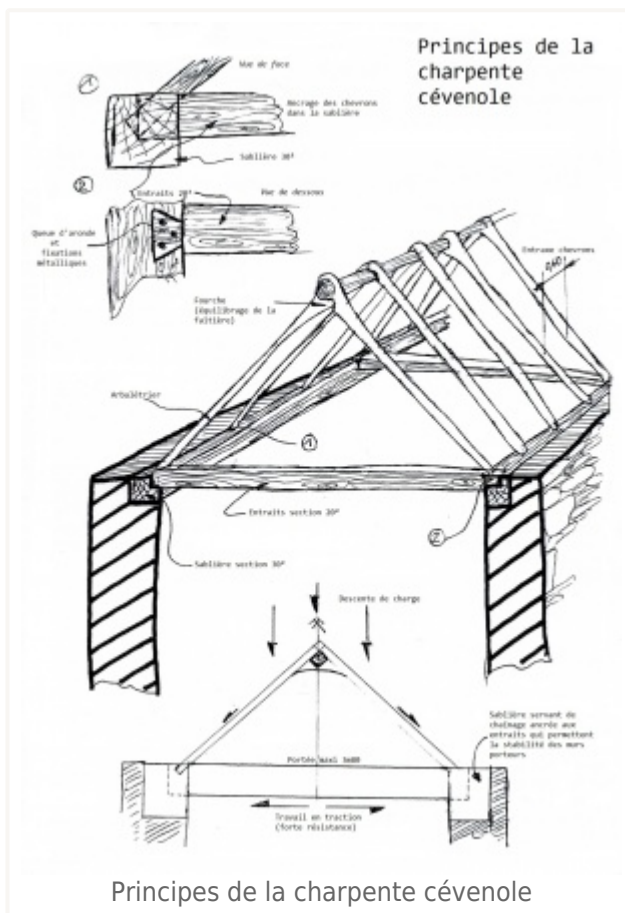 Principes de la
charpente
cévenole
1
Vue de face
Ancrage des chevrons
dans la sablière
Sablière 30²
2
Entraits 20²
Vue de dessous
Queue d'aronde
et
fixations
métalliques
Entraxe chevrons
0,60
Fourche
(équilibrage de la
faîtière)
Arbalétrier
1
Entraits section 20²
2
Sablière section 30²
Descente de charge
Sablière servant de
chaînage ancrée aux
entraits qui permettent
la stabilité des murs
porteurs
Portée maxi
Travail en traction
(forte résistance)
Principes de la charpente cévenole